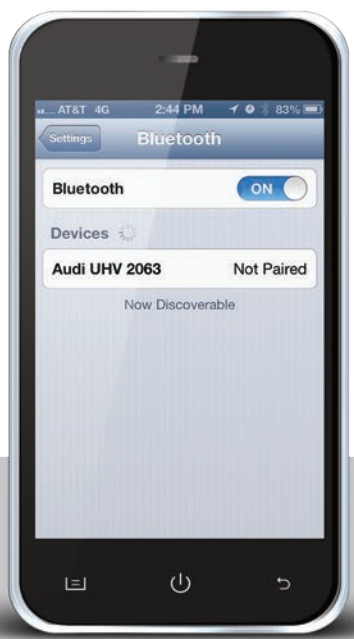 AT&T 4G 2:44 PM 83%
Settings Bluetooth
Bluetooth ON
Devices
Audi UHV 2063 Not Paired
Now Discoverable